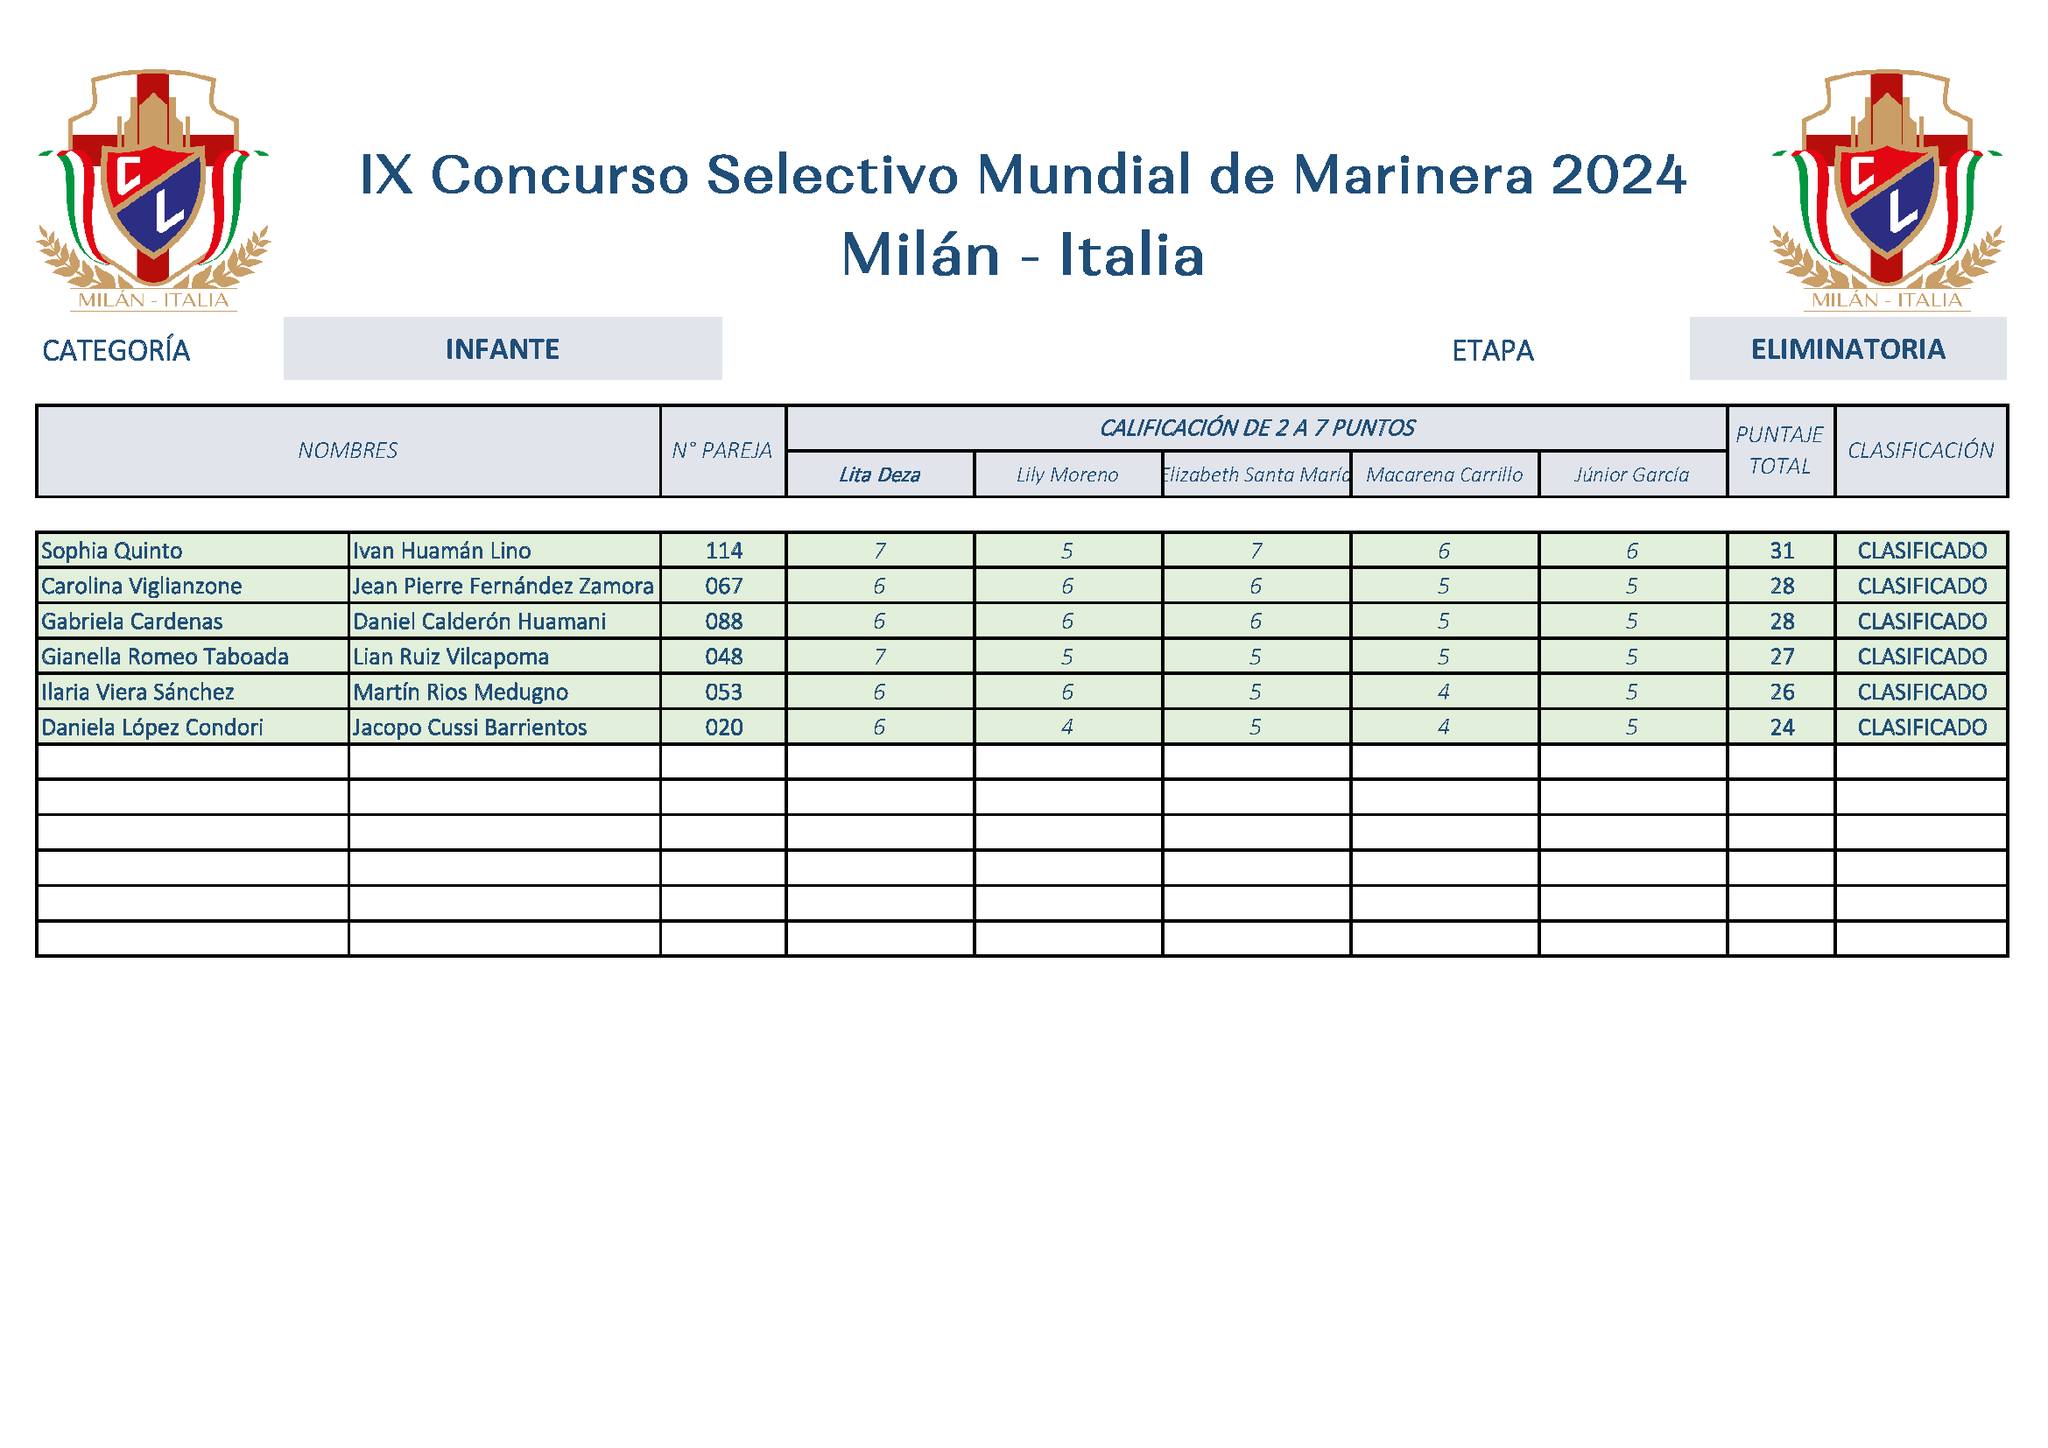 IX Concurso Selectivo Mundial de Marinera 2024
Milán - Italia
C
L
MILÁN - ITALIA
C
L
MILÁN - ITALIA
CATEGORÍA INFANTE ETAPA ELIMINATORIA
NOMBRES N° PAREJA CALIFICACIÓN DE 2 A 7 PUNTOS PUNTAJE TOTAL CLASIFICACIÓN
Lita Deza Lily Moreno Elizabeth Santa María Macarena Carrillo Júnior García
Sophia Quinto Ivan Huamán Lino 114 7 5 7 6 6 31 CLASIFICADO
Carolina Viglianzone Jean Pierre Fernández Zamora 067 6 6 6 5 5 28 CLASIFICADO
Gabriela Cardenas Daniel Calderón Huamani 088 6 6 6 5 5 28 CLASIFICADO
Gianella Romeo Taboada Lian Ruiz Vilcapoma 048 7 5 5 5 5 27 CLASIFICADO
Ilaria Viera Sánchez Martín Rios Medugno 053 6 6 5 4 5 26 CLASIFICADO
Daniela López Condori Jacopo Cussi Barrientos 020 6 4 5 4 5 24 CLASIFICADO